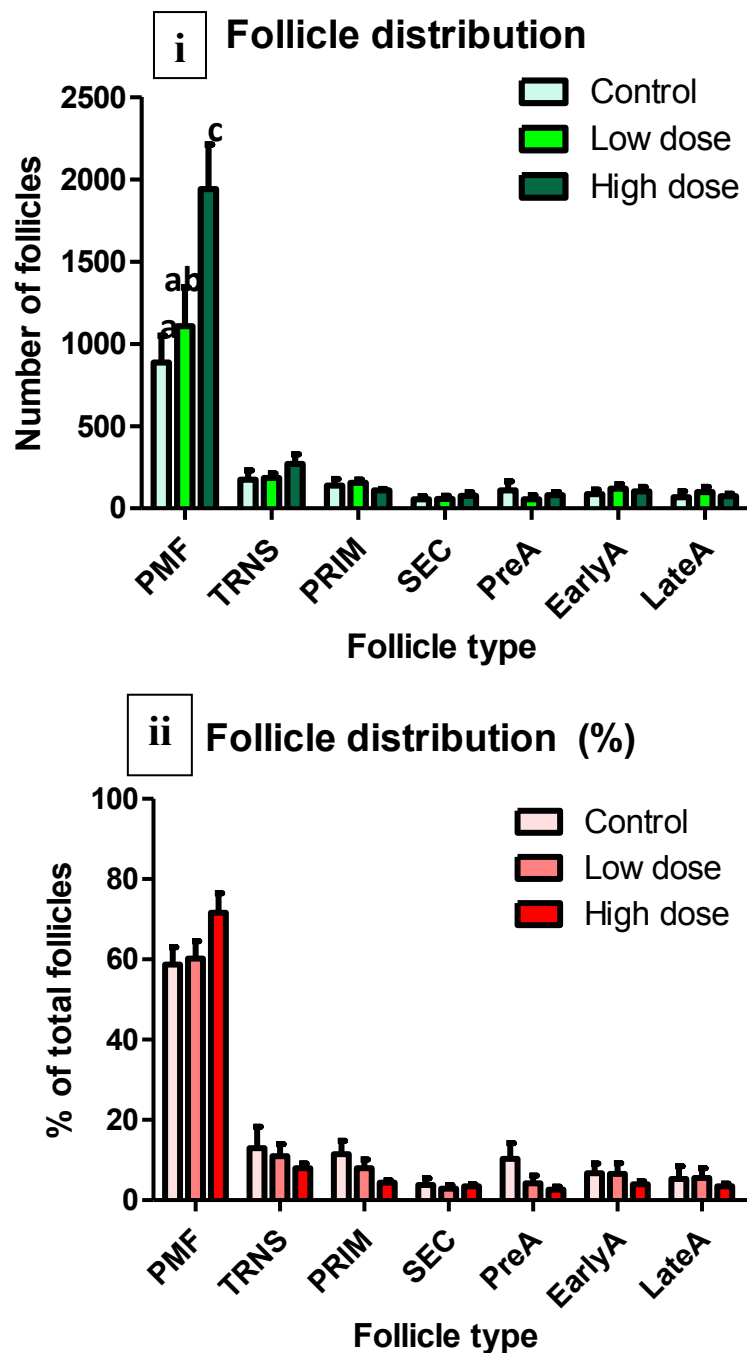 i Follicle distribution
Control
Low dose
High dose
2500
2000
1500
1000
500
0
c
ab
a
Number of follicles
PMF
TRNS
PRIM
SEC
PreA
EarlyA
LateA
Follicle type
ii Follicle distribution (%)
Control
Low dose
High dose
100
80
60
40
20
0
% of total follicles
PMF
TRNS
PRIM
SEC
PreA
EarlyA
LateA
Follicle type